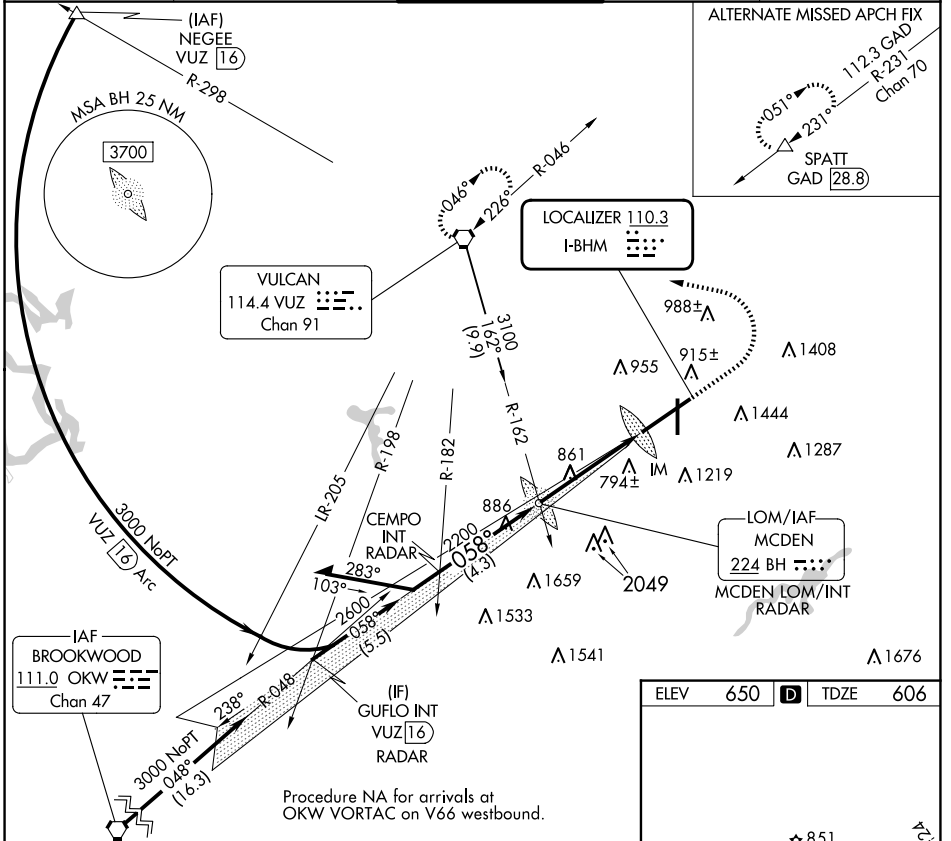 (IAF)
NEGEE
VUZ 16
R-298
MSA BH 25 NM
3700
ALTERNATE MISSED APCH FIX
112.3 GAD
R-231
Chan 70
051°
231°
SPATT
GAD 28.8
R-046
046°
226°
LOCALIZER 110.3
I-BHM
VULCAN
114.4 VUZ
Chan 91
3100
162°
(9.9)
R-162
988±
915±
955
1408
1444
1287
1219
IM
794±
861
886
LR-205
R-198
R-182
CEMPO
INT
RADAR
2200
058°
(4.3)
LOM/IAF
MCDEN
224 BH
MCDEN LOM/INT
RADAR
2049
1659
1533
1541
1676
283°
103°
2600
058°
(5.5)
3000 NoPT
VUZ 16 Arc
IAF
BROOKWOOD
111.0 OKW
Chan 47
238°
R-048
(IF)
GUFLO INT
VUZ 16
RADAR
3000 NoPT
048°
(16.3)
Procedure NA for arrivals at
OKW VORTAC on V66 westbound.
ELEV 650 D TDZE 606
851